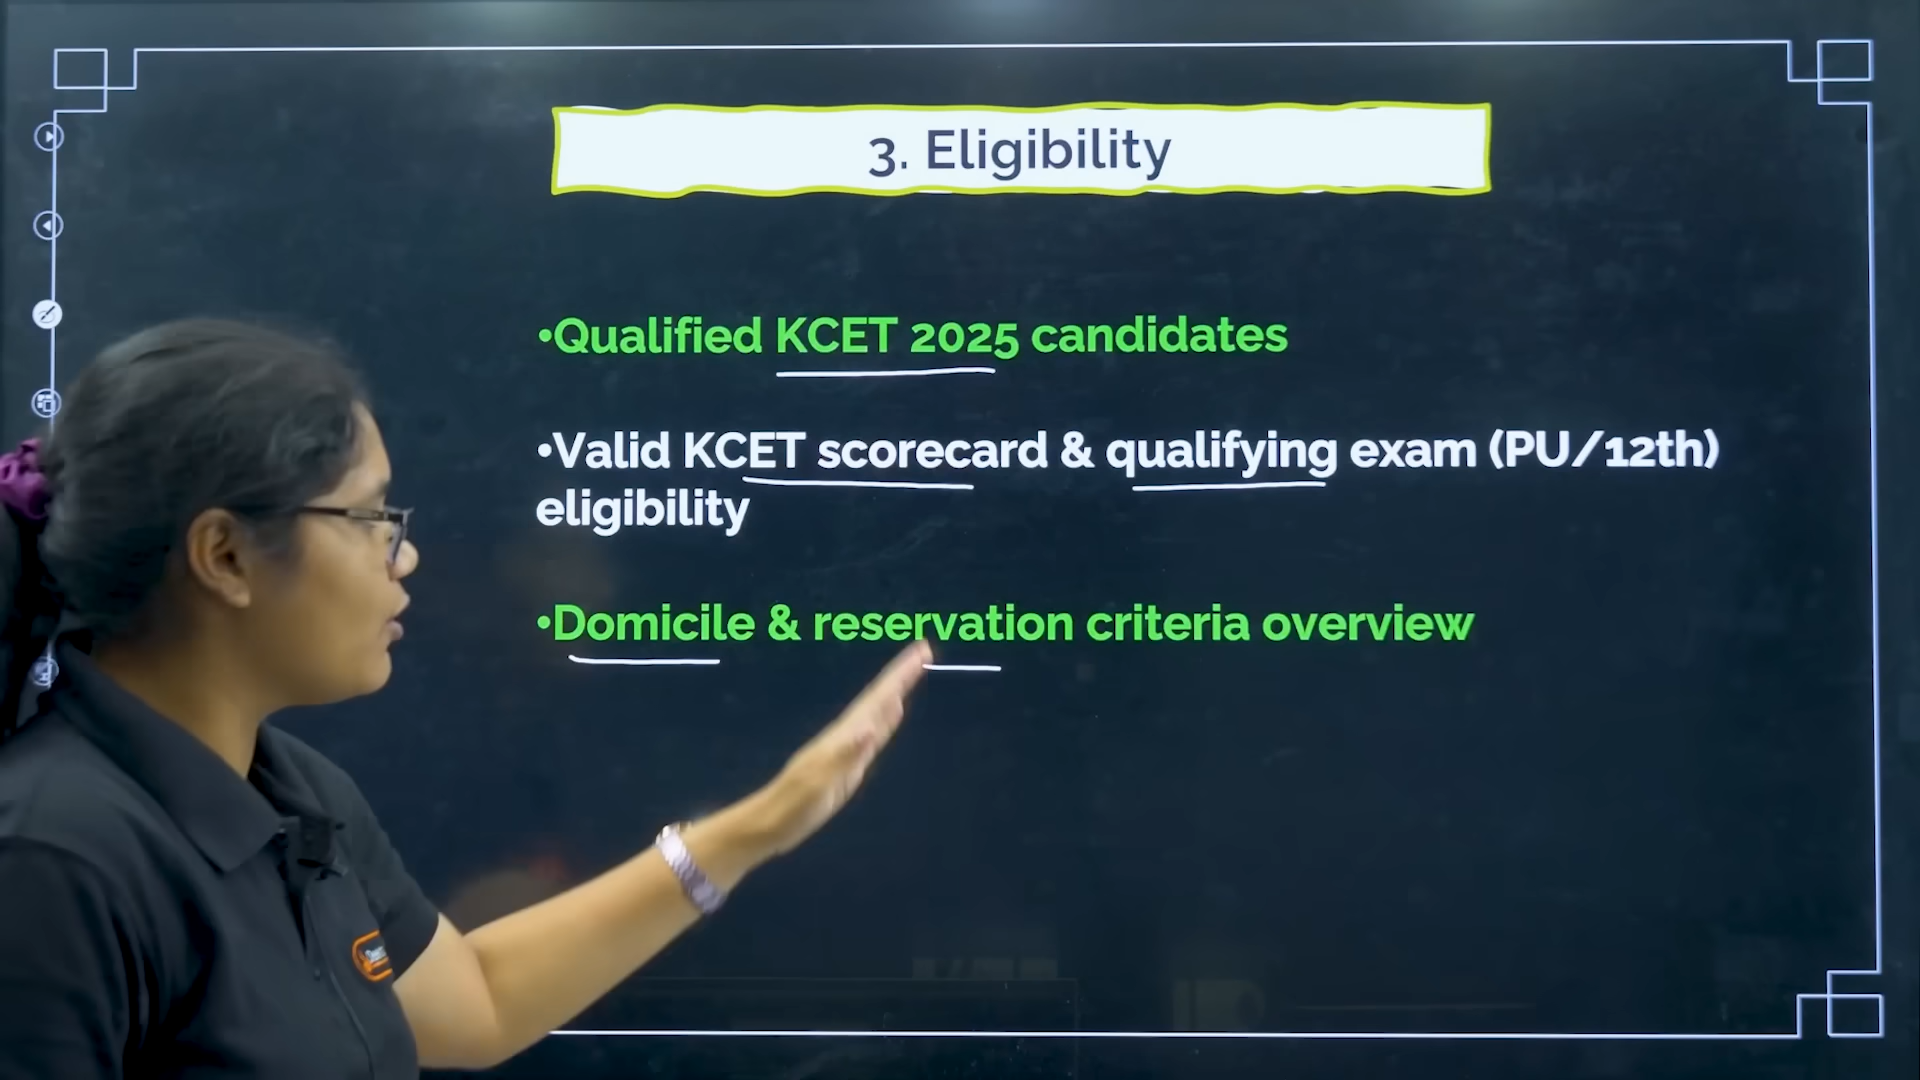 3. Eligibility
•Qualified KCET 2025 candidates
•Valid KCET scorecard & qualifying exam (PU/12th)
eligibility
•Domicile & reservation criteria overview